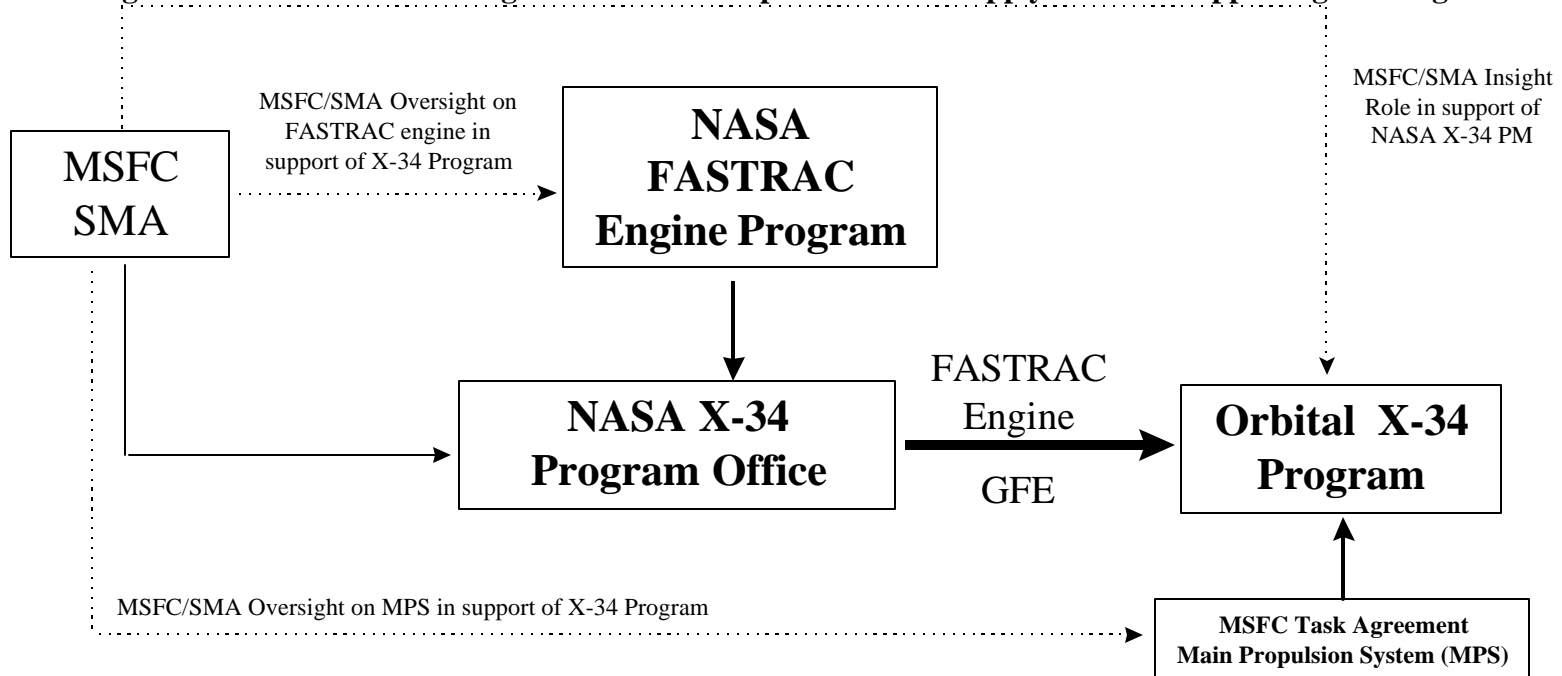 MSFC/SMA Insight
Role in support of
NASA X-34 PM
MSFC/SMA Oversight on
FASTRAC engine in
support of X-34 Program
NASA
FASTRAC
Engine Program
MSFC
SMA
FASTRAC
Engine
GFE
NASA X-34
Program Office
Orbital X-34
Program
MSFC/SMA Oversight on MPS in support of X-34 Program
MSFC Task Agreement
Main Propulsion System (MPS)